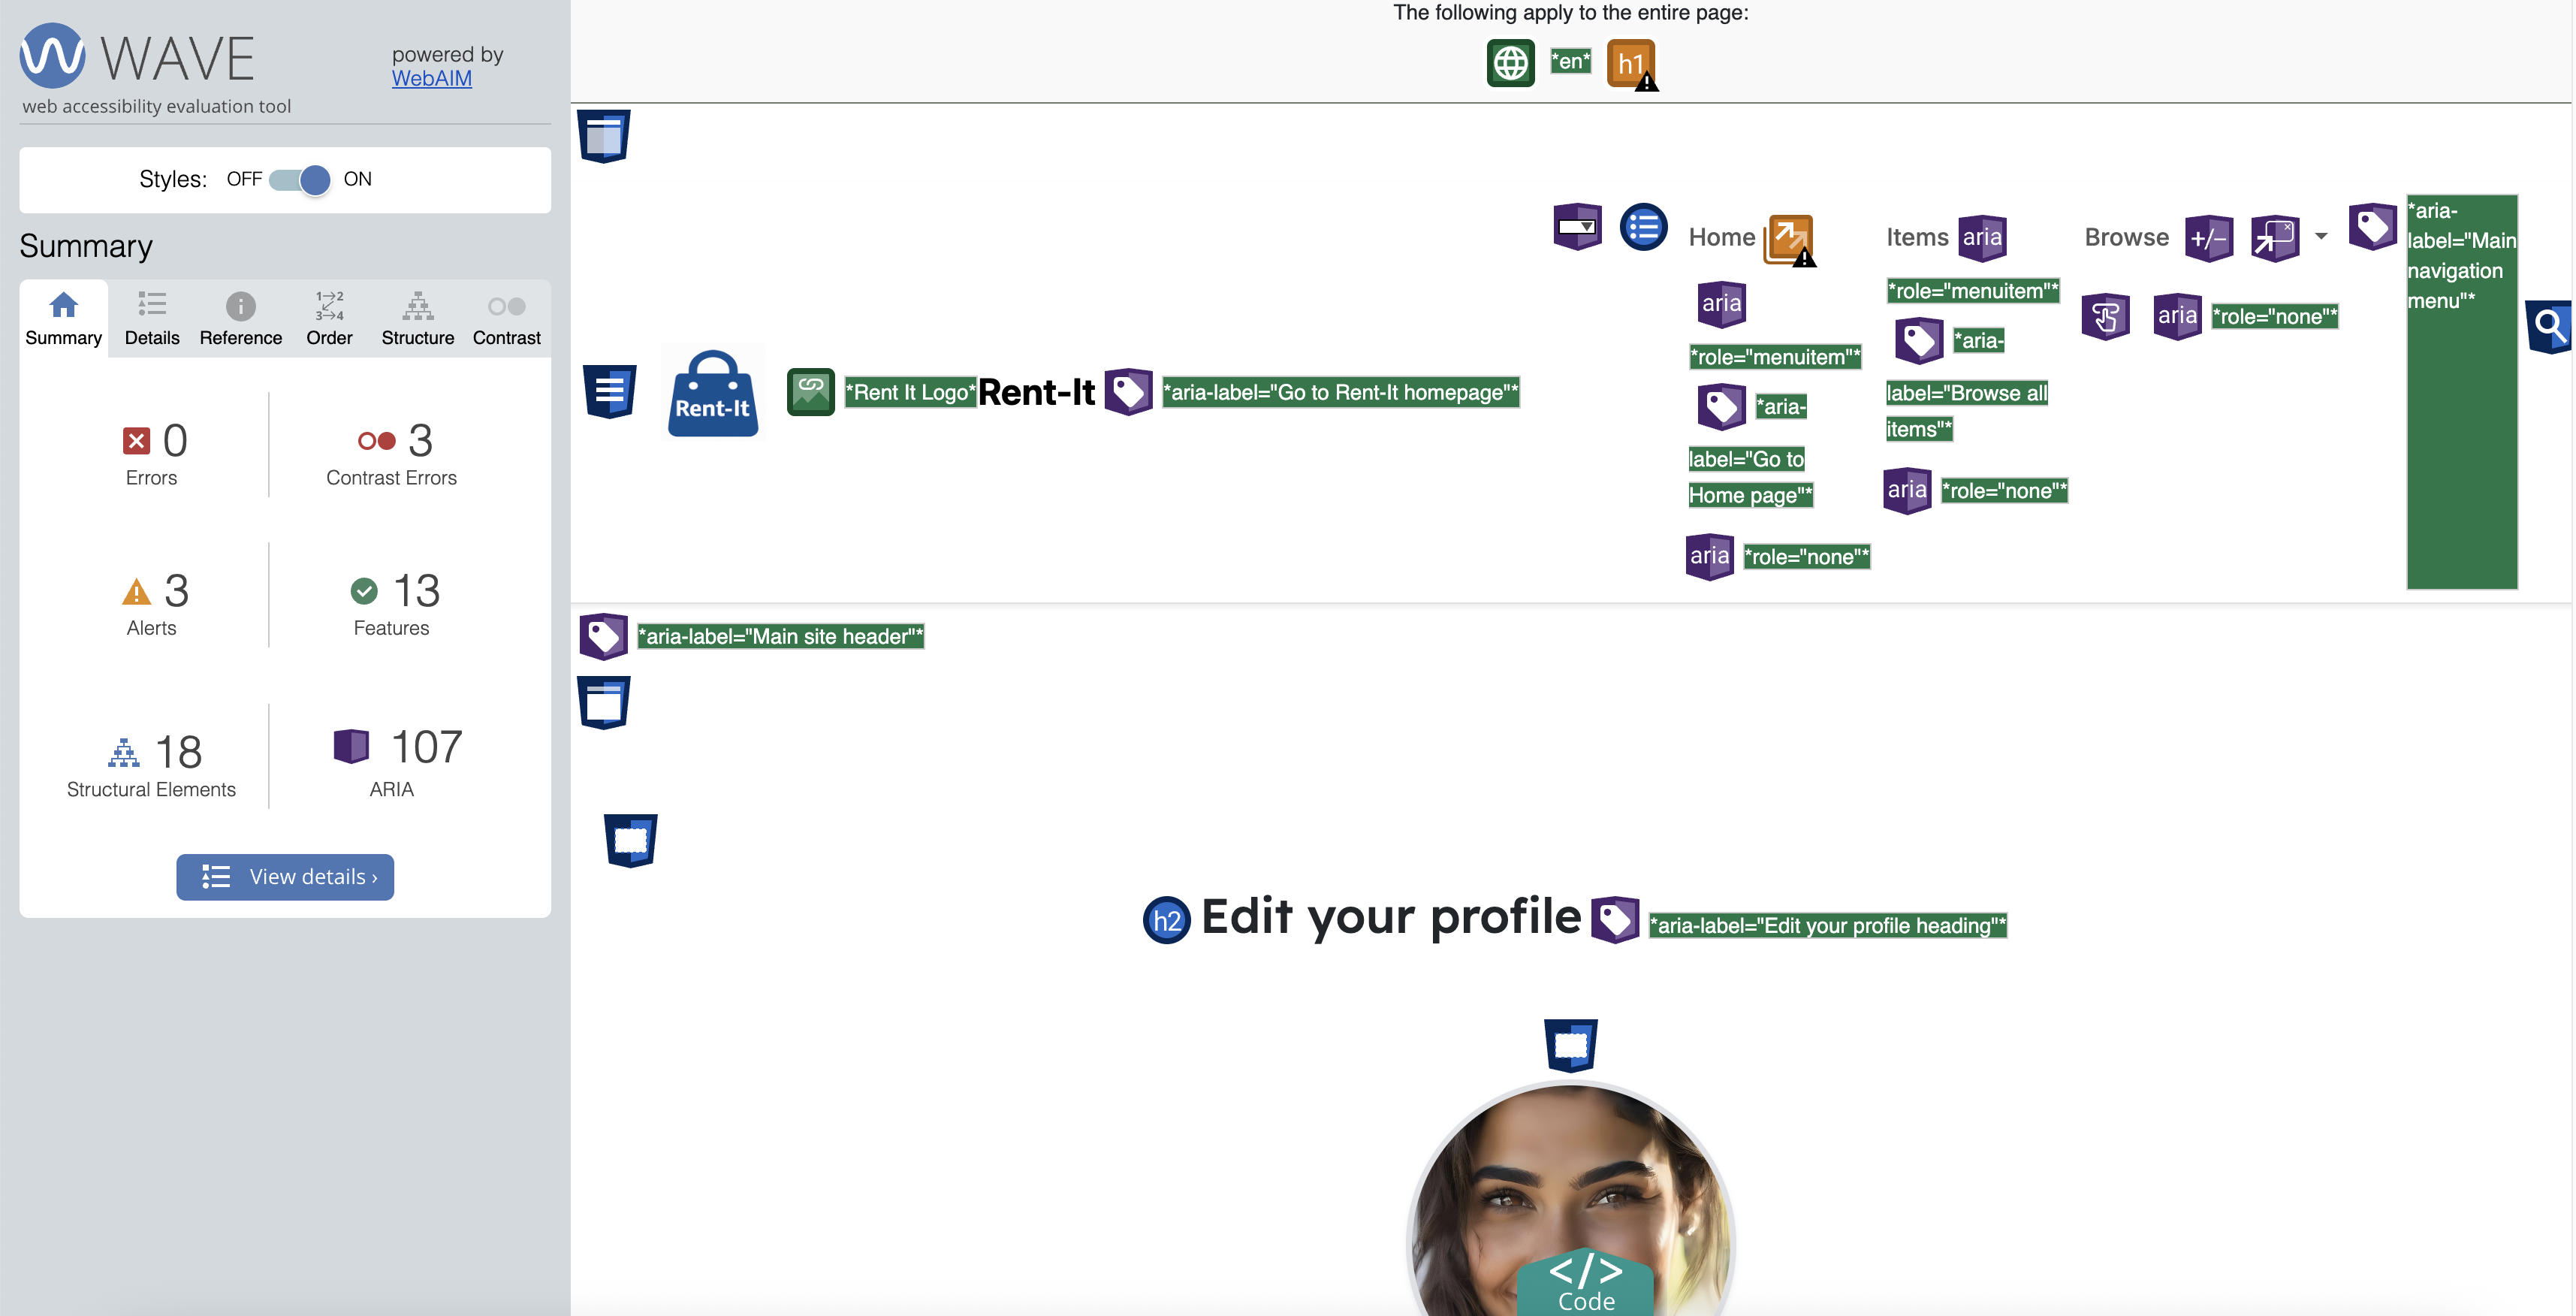 WAVE
powered by
WebAIM
web accessibility evaluation tool
Styles: OFF ON
Summary
Summary Details Reference Order Structure Contrast
1→2
3→4
0
Errors
3
Contrast Errors
3
Alerts
13
Features
18
Structural Elements
107
ARIA
View details ›
The following apply to the entire page:
*en* h1
Home
aria
*role="menuitem"*
*aria-
label="Go to
Home page"*
aria *role="none"*
Items aria
*role="menuitem"*
*aria-
label="Browse all
items"*
aria *role="none"*
Browse +/−
aria *role="none"*
*aria-
label="Main
navigation
menu"*
Rent-It
*Rent It Logo* Rent-It *aria-label="Go to Rent-It homepage"*
*aria-label="Main site header"*
h2 Edit your profile *aria-label="Edit your profile heading"*
</>
Code